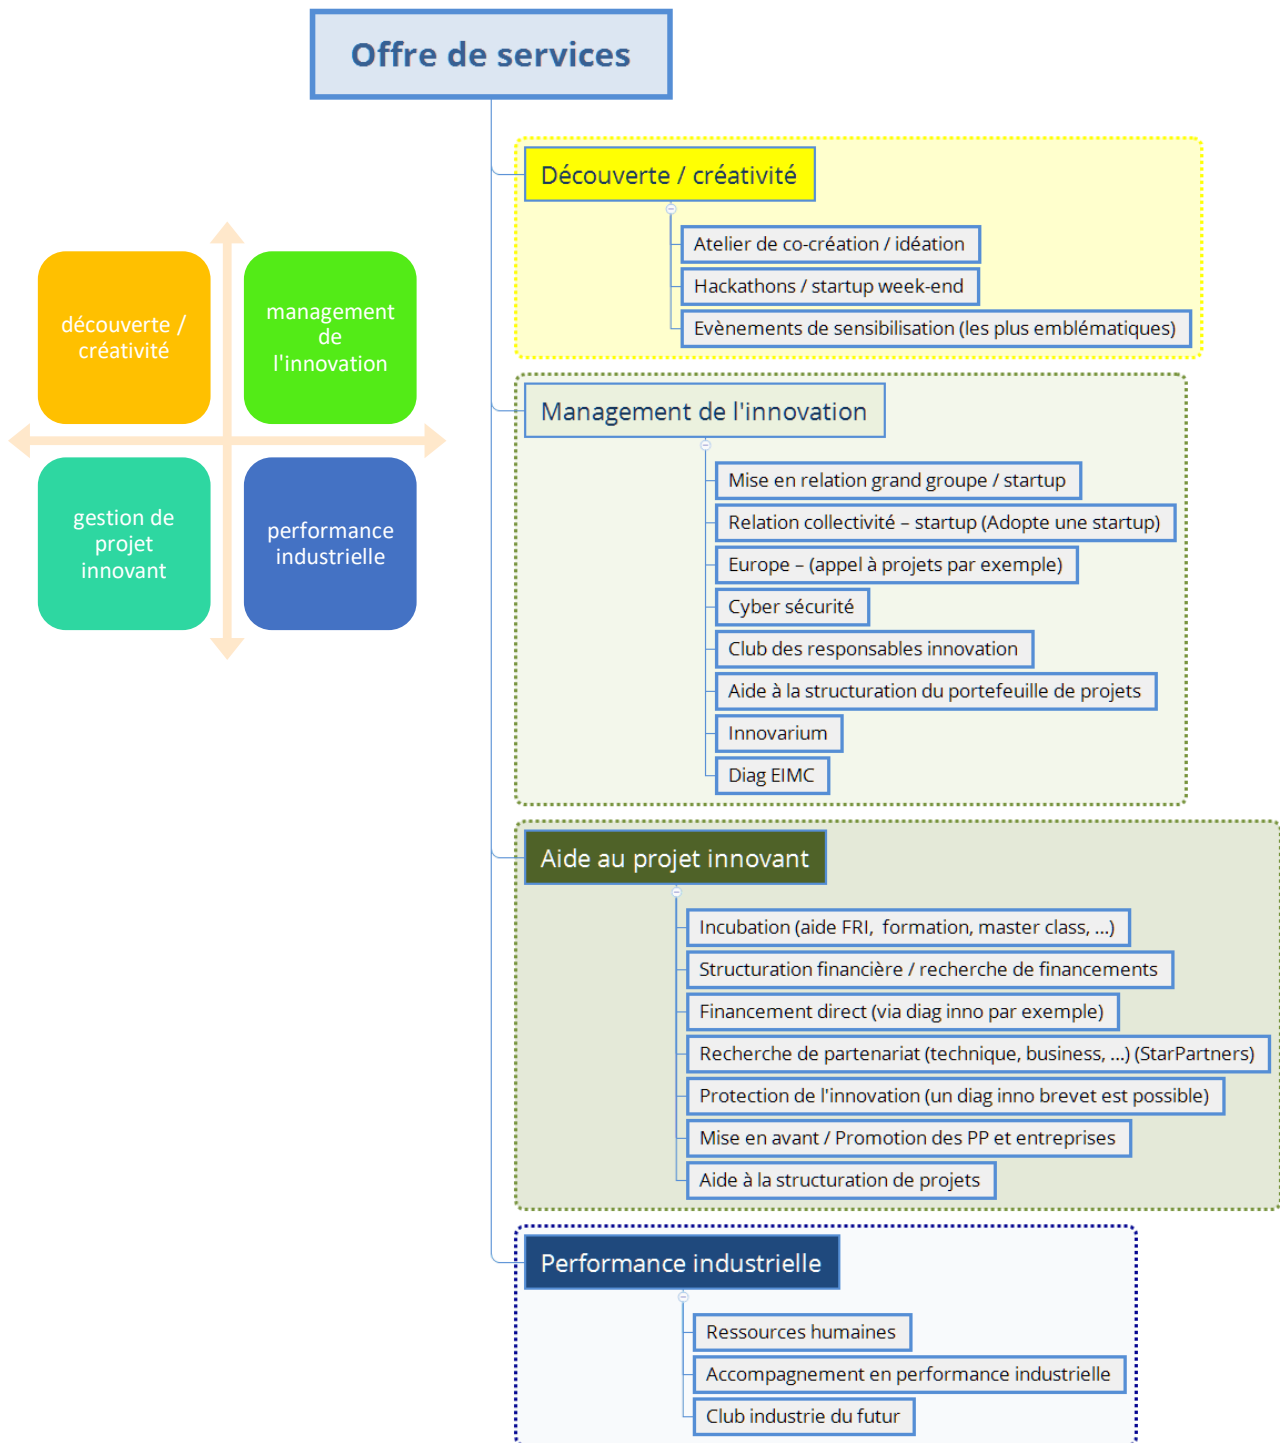 Offre de services
découverte /
créativité
management
de
l'innovation
gestion de
projet
innovant
performance
industrielle
Découverte / créativité
Atelier de co-création / idéation
Hackathons / startup week-end
Evènements de sensibilisation (les plus emblématiques)
Management de l'innovation
Mise en relation grand groupe / startup
Relation collectivité – startup (Adopte une startup)
Europe – (appel à projets par exemple)
Cyber sécurité
Club des responsables innovation
Aide à la structuration du portefeuille de projets
Innovarium
Diag EIMC
Aide au projet innovant
Incubation (aide FRI,  formation, master class, ...)
Structuration financière / recherche de financements
Financement direct (via diag inno par exemple)
Recherche de partenariat (technique, business, ...) (StarPartners)
Protection de l'innovation (un diag inno brevet est possible)
Mise en avant / Promotion des PP et entreprises
Aide à la structuration de projets
Performance industrielle
Ressources humaines
Accompagnement en performance industrielle
Club industrie du futur